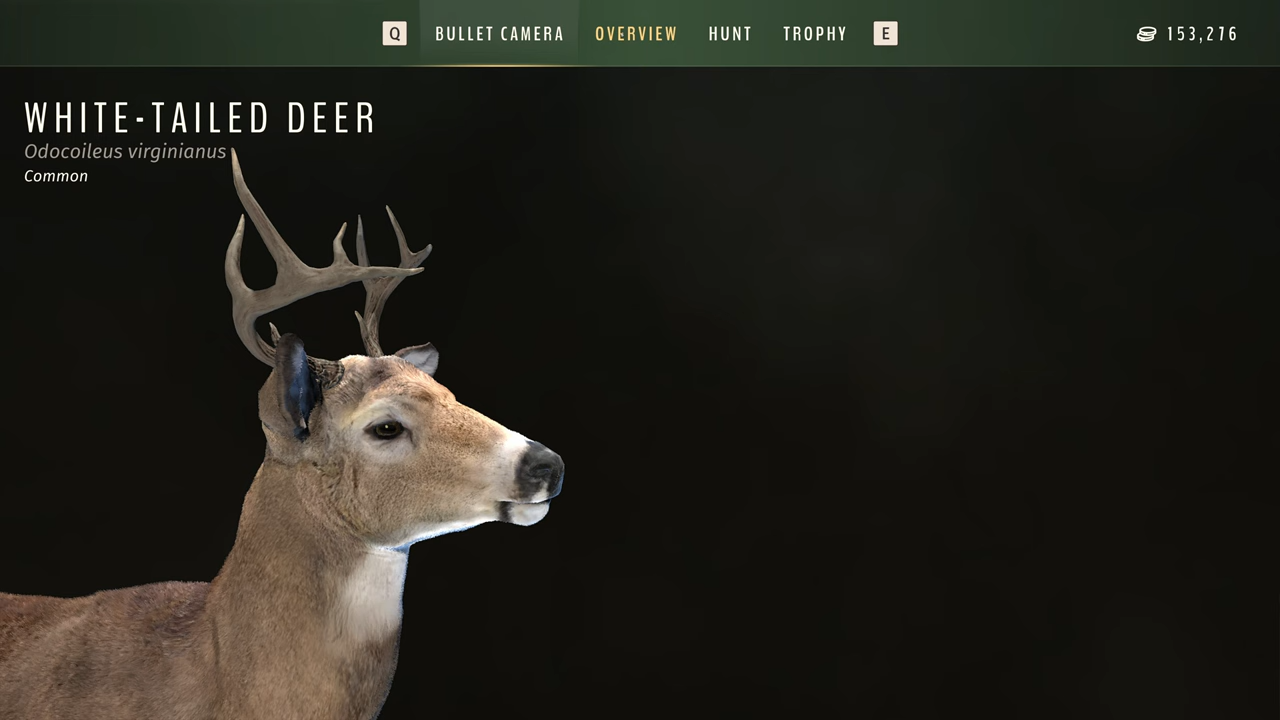 Q BULLET CAMERA OVERVIEW HUNT TROPHY E 153,276
WHITE-TAILED DEER
Odocoileus virginianus
Common